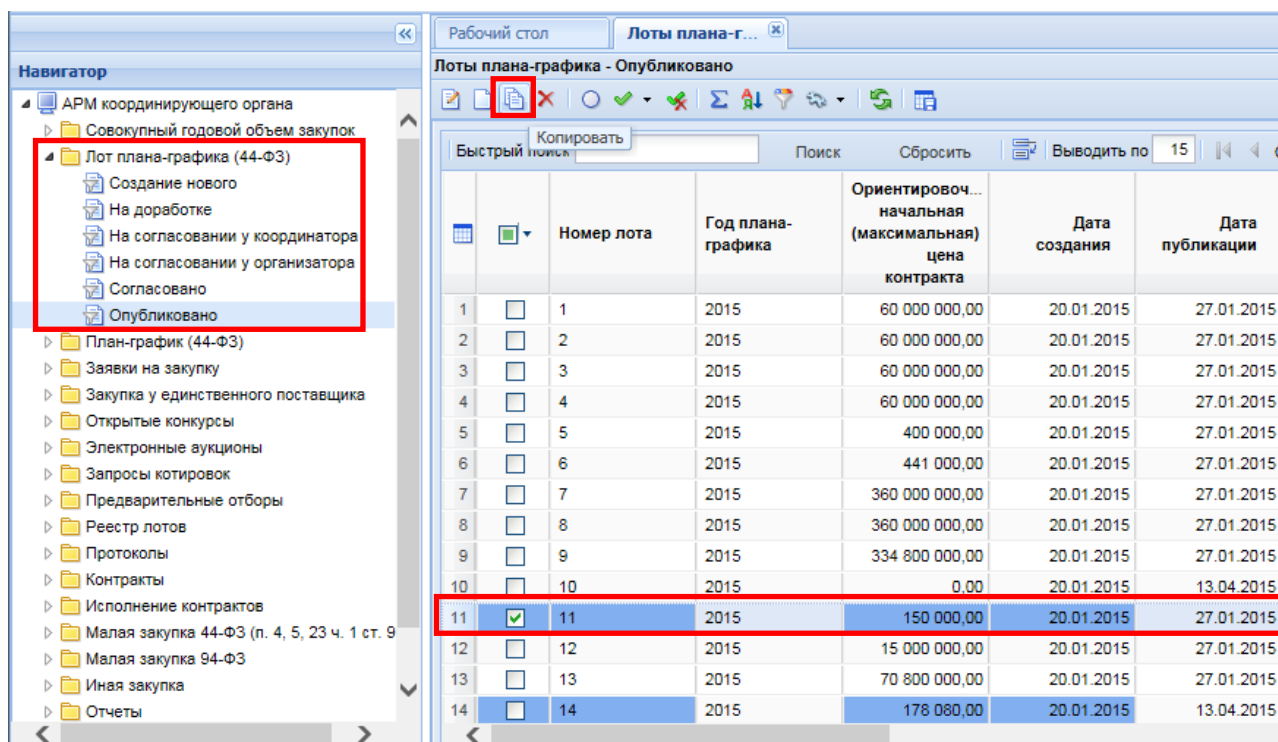 Навигатор
АРМ координирующего органа
Совокупный годовой объем закупок
Лот плана-графика (44-ФЗ)
Создание нового
На доработке
На согласовании у координатора
На согласовании у организатора
Согласовано
Опубликовано
План-график (44-ФЗ)
Заявки на закупку
Закупка у единственного поставщика
Открытые конкурсы
Электронные аукционы
Запросы котировок
Предварительные отборы
Реестр лотов
Протоколы
Контракты
Исполнение контрактов
Малая закупка 44-ФЗ (п. 4, 5, 23 ч. 1 ст. 9
Малая закупка 94-ФЗ
Иная закупка
Отчеты
Рабочий стол Лоты плана-г...
Лоты плана-графика - Опубликовано
Копировать
Быстрый поиск Поиск Сбросить Выводить по 15
Номер лота
Год плана-
графика
Ориентировоч...
начальная
(максимальная)
цена
контракта
Дата
создания
Дата
публикации
1 1 2015 60 000 000,00 20.01.2015 27.01.2015
2 2 2015 60 000 000,00 20.01.2015 27.01.2015
3 3 2015 60 000 000,00 20.01.2015 27.01.2015
4 4 2015 60 000 000,00 20.01.2015 27.01.2015
5 5 2015 400 000,00 20.01.2015 27.01.2015
6 6 2015 441 000,00 20.01.2015 27.01.2015
7 7 2015 360 000 000,00 20.01.2015 27.01.2015
8 8 2015 360 000 000,00 20.01.2015 27.01.2015
9 9 2015 334 800 000,00 20.01.2015 27.01.2015
10 10 2015 0,00 20.01.2015 13.04.2015
11 11 2015 150 000,00 20.01.2015 27.01.2015
12 12 2015 15 000 000,00 20.01.2015 27.01.2015
13 13 2015 70 800 000,00 20.01.2015 27.01.2015
14 14 2015 178 080,00 20.01.2015 13.04.2015